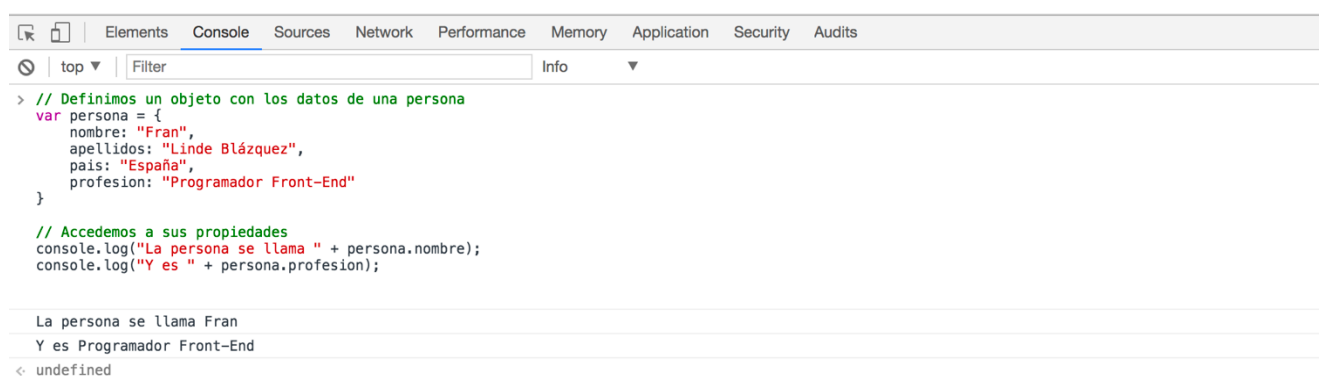 Elements Console Sources Network Performance Memory Application Security Audits
top ▼ Filter Info ▼
> // Definimos un objeto con los datos de una persona
var persona = {
    nombre: "Fran",
    apellidos: "Linde Blázquez",
    pais: "España",
    profesion: "Programador Front-End"
}
// Accedemos a sus propiedades
console.log("La persona se llama " + persona.nombre);
console.log("Y es " + persona.profesion);
La persona se llama Fran
Y es Programador Front-End
undefined